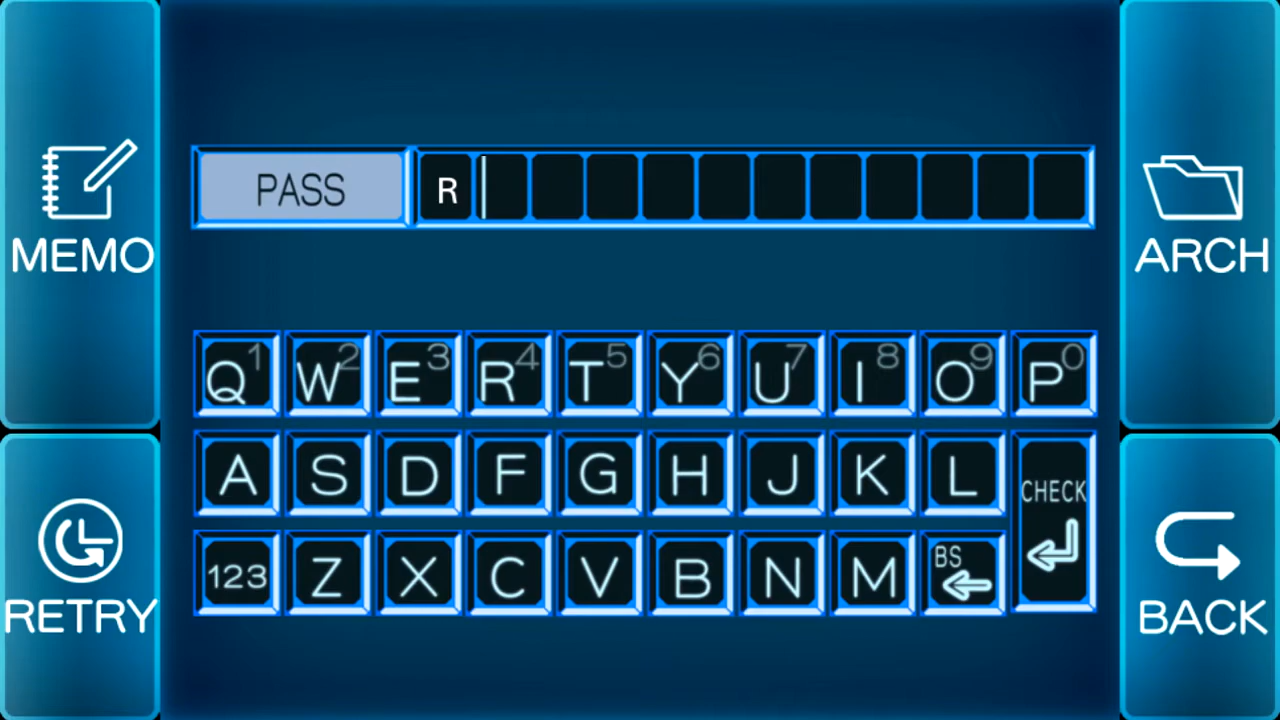 PASS R
MEMO
ARCH
Q1 W2 E3 R4 T5 Y6 U7 I8 O9 P0
A S D F G H J K L CHECK
123 Z X C V B N M BS
RETRY
BACK